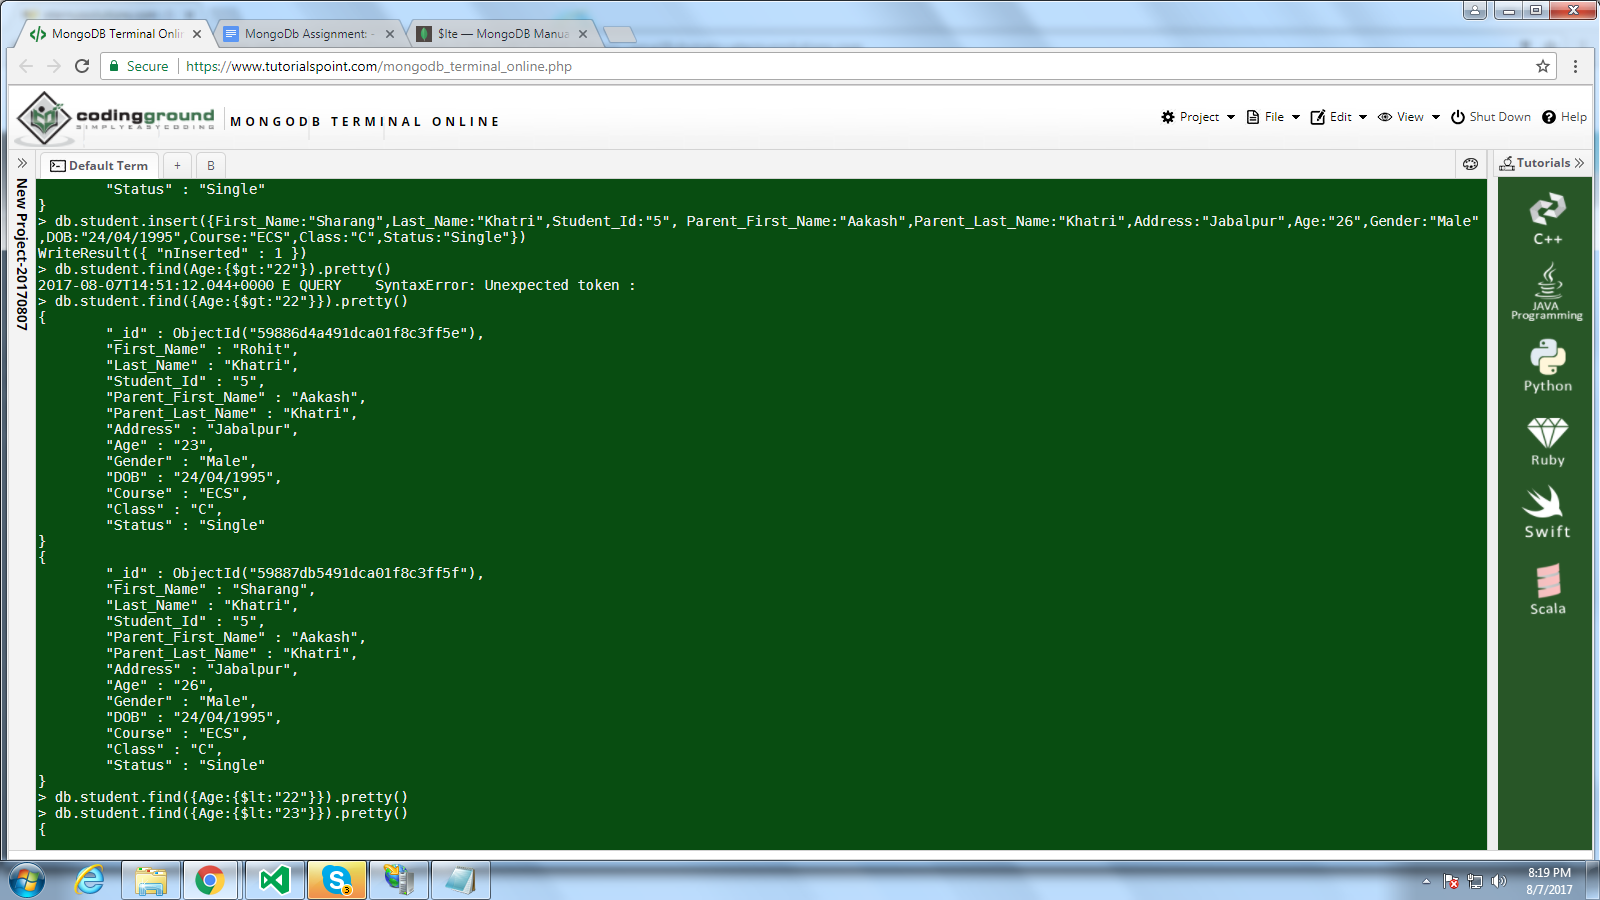 MongoDB Terminal Onli
MongoDb Assignment: -
$lte — MongoDB Manua
Secure
https://www.tutorialspoint.com/mongodb_terminal_online.php
codingground
SIMPLYEASYCODING
MONGODB TERMINAL ONLINE
Project
File
Edit
View
Shut Down
Help
Default Term
+
B
Tutorials
New Project-20170807
"Status" : "Single"
}
> db.student.insert({First_Name:"Sharang",Last_Name:"Khatri",Student_Id:"5", Parent_First_Name:"Aakash",Parent_Last_Name:"Khatri",Address:"Jabalpur",Age:"26",Gender:"Male"
,DOB:"24/04/1995",Course:"ECS",Class:"C",Status:"Single"})
WriteResult({ "nInserted" : 1 })
> db.student.find(Age:{$gt:"22"}).pretty()
2017-08-07T14:51:12.044+0000 E QUERY    SyntaxError: Unexpected token :
> db.student.find({Age:{$gt:"22"}}).pretty()
{
"_id" : ObjectId("59886d4a491dca01f8c3ff5e"),
"First_Name" : "Rohit",
"Last_Name" : "Khatri",
"Student_Id" : "5",
"Parent_First_Name" : "Aakash",
"Parent_Last_Name" : "Khatri",
"Address" : "Jabalpur",
"Age" : "23",
"Gender" : "Male",
"DOB" : "24/04/1995",
"Course" : "ECS",
"Class" : "C",
"Status" : "Single"
}
{
"_id" : ObjectId("59887db5491dca01f8c3ff5f"),
"First_Name" : "Sharang",
"Last_Name" : "Khatri",
"Student_Id" : "5",
"Parent_First_Name" : "Aakash",
"Parent_Last_Name" : "Khatri",
"Address" : "Jabalpur",
"Age" : "26",
"Gender" : "Male",
"DOB" : "24/04/1995",
"Course" : "ECS",
"Class" : "C",
"Status" : "Single"
}
> db.student.find({Age:{$lt:"22"}}).pretty()
> db.student.find({Age:{$lt:"23"}}).pretty()
{
C++
JAVA
Programming
Python
Ruby
Swift
Scala
3
8:19 PM
8/7/2017